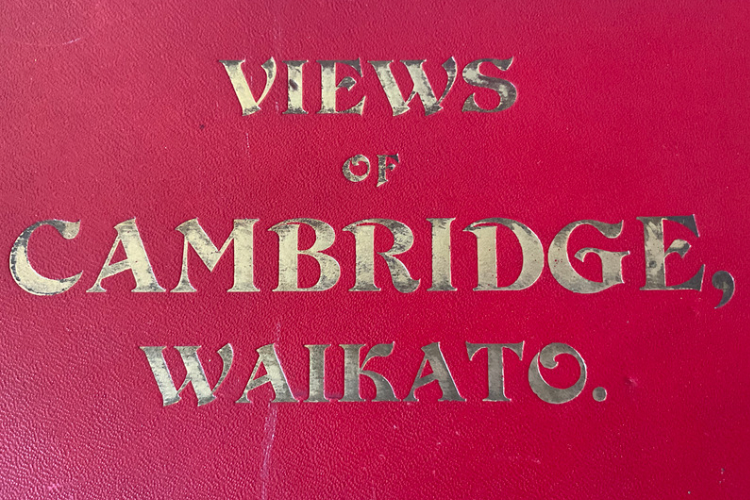 VIEWS
OF
CAMBRIDGE,
WAIKATO.